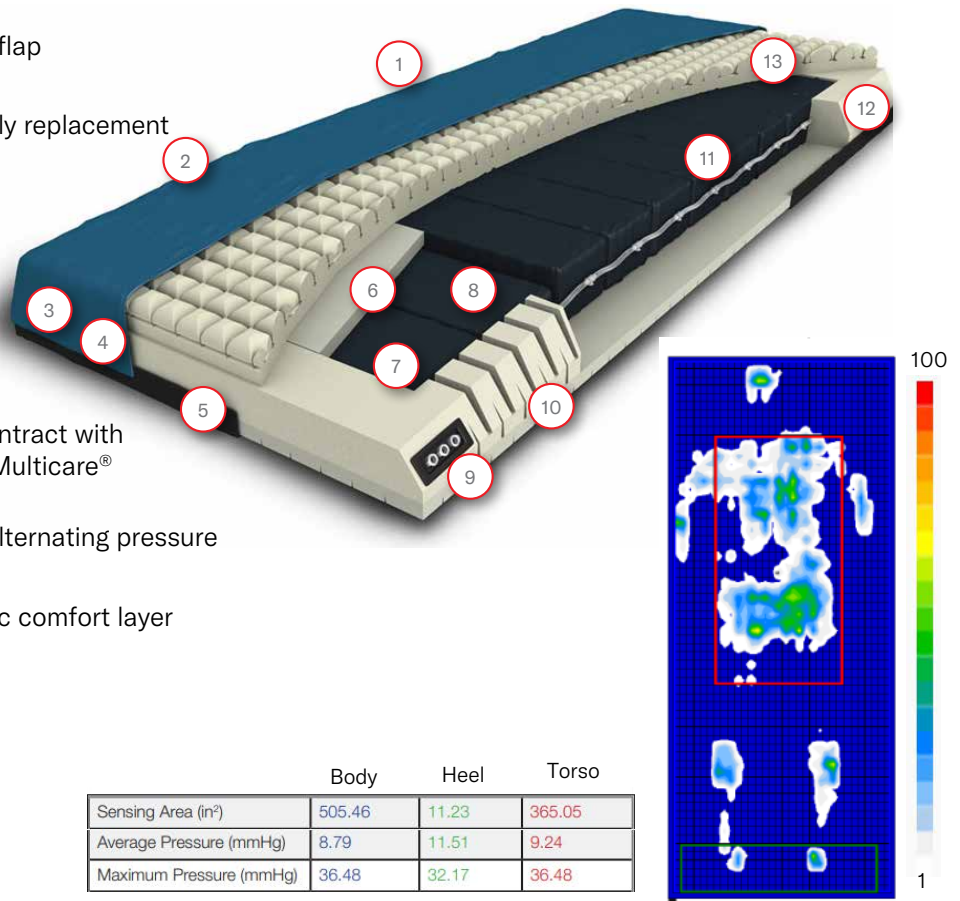 flap
1
13
12
ly replacement
2
11
6
8
3
4
7
5
10
9
ntract with
Multicare®
lternating pressure
c comfort layer
100
1
Body Heel Torso
Sensing Area (in²) 505.46 11.23 365.05
Average Pressure (mmHg) 8.79 11.51 9.24
Maximum Pressure (mmHg) 36.48 32.17 36.48